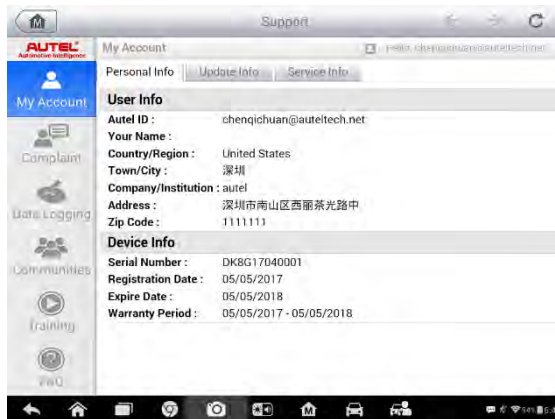 Support
AUTEL
Automotive Intelligence
My Account
Personal Info
Update Info
Service Info
My Account
User Info
Autel ID : chenqichuan@auteltech.net
Your Name :
Country/Region : United States
Complaint
Town/City : 深圳
Company/Institution : autel
Address : 深圳市南山区西丽茶光路中
Zip Code : 1111111
Data Logging
Device Info
Serial Number : DK8G17040001
Communities
Registration Date : 05/05/2017
Expire Date : 05/05/2018
Warranty Period : 05/05/2017 - 05/05/2018
Training
FAQ